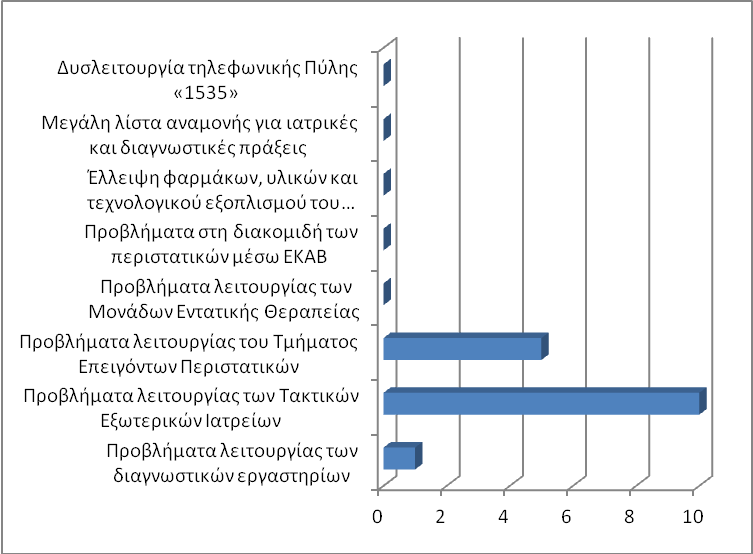 Δυσλειτουργία τηλεφωνικής Πύλης
«1535»
Μεγάλη λίστα αναμονής για ιατρικές
και διαγνωστικές πράξεις
Έλλειψη φαρμάκων, υλικών και
τεχνολογικού εξοπλισμού του...
Προβλήματα στη διακομιδή των
περιστατικών μέσω ΕΚΑΒ
Προβλήματα λειτουργίας των
Μονάδων Εντατικής Θεραπείας
Προβλήματα λειτουργίας του Τμήματος
Επειγόντων Περιστατικών
Προβλήματα λειτουργίας των Τακτικών
Εξωτερικών Ιατρείων
Προβλήματα λειτουργίας των
διαγνωστικών εργαστηρίων
0 2 4 6 8 10